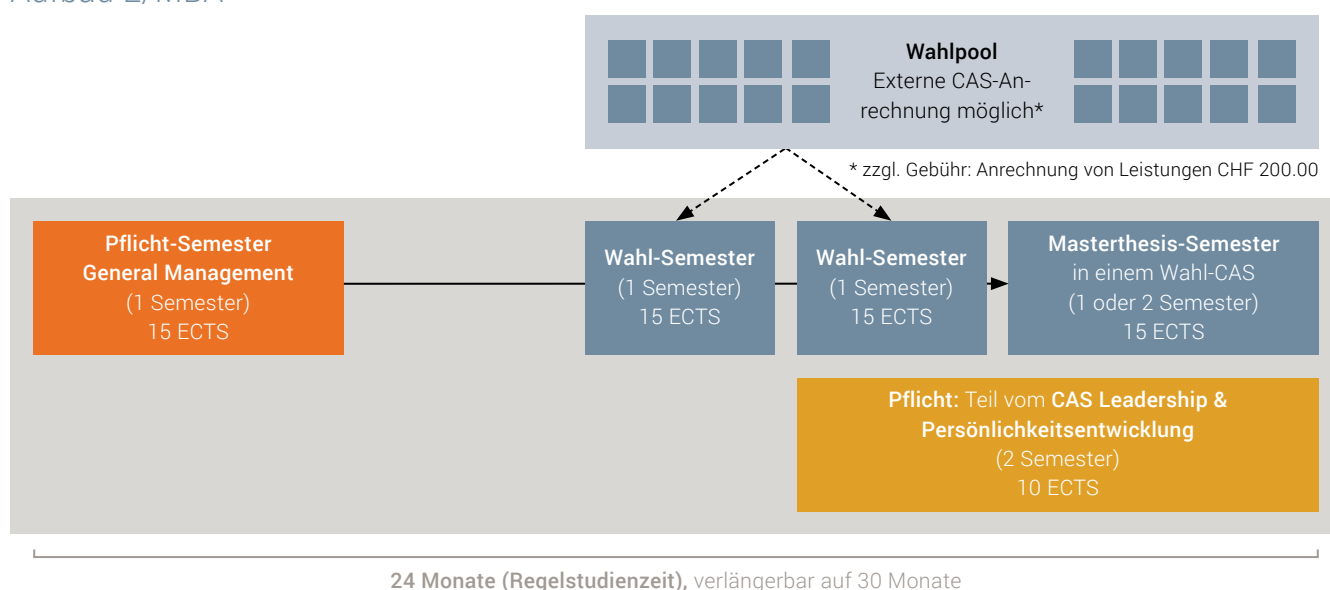 Aufbau E/MBA
Wahlpool
Externe CAS-An-
rechnung möglich*
* zzgl. Gebühr: Anrechnung von Leistungen CHF 200.00
Pflicht-Semester
General Management
(1 Semester)
15 ECTS
Wahl-Semester
(1 Semester)
15 ECTS
Wahl-Semester
(1 Semester)
15 ECTS
Masterthesis-Semester
in einem Wahl-CAS
(1 oder 2 Semester)
15 ECTS
Pflicht: Teil vom CAS Leadership &
Persönlichkeitsentwicklung
(2 Semester)
10 ECTS
24 Monate (Regelstudienzeit), verlängerbar auf 30 Monate